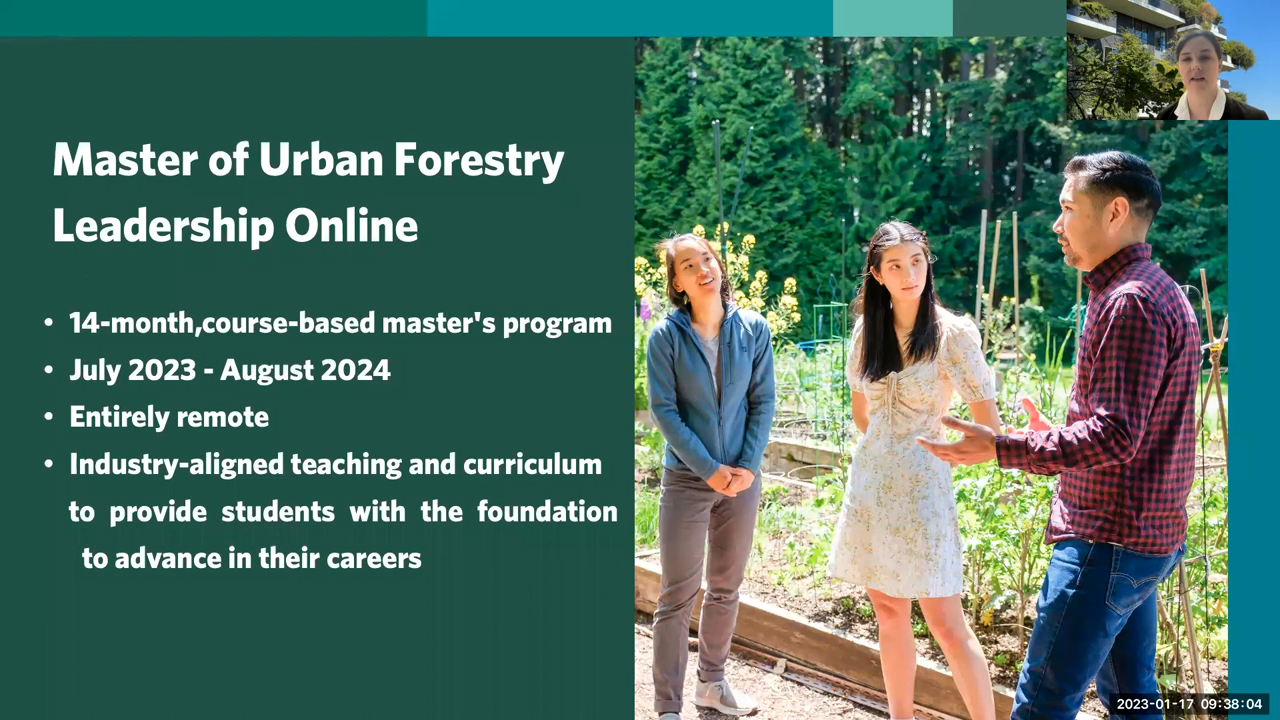 Master of Urban Forestry
Leadership Online
• 14-month,course-based master's program
• July 2023 - August 2024
• Entirely remote
• Industry-aligned teaching and curriculum
to provide students with the foundation
to advance in their careers
2023-01-17 09:38:04